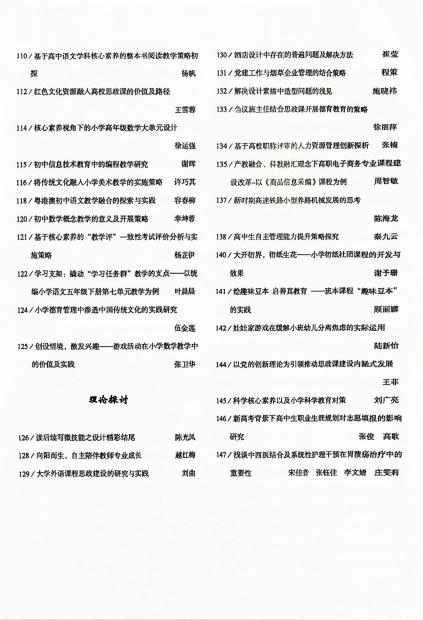 110/基于高中语文学科核心素养的整本书阅读教学策略初
探 杨帆
112/红色文化资源融入高校思政课的价值及路径
王雪蓉
114/核心素养视角下的小学高年级数学大单元设计
徐运强
115/初中信息技术教育中的编程教学研究 谢晖
116/将传统文化融入小学美术教学的实施策略 许巧其
118/粤港澳初中语文教学融合的探索与实践 容春柳
120/初中数学概念教学的意义及开展策略 幸坤蓉
121/基于核心素养的“教学评”一致性考试评价分析与实
施策略 杨芷伊
122/学习支架:撬动“学习任务群”教学的支点——以统
编小学语文五年级下册第七单元教学为例 叶晨晨
124/小学德育管理中渗透中国传统文化的实践研究
伍金莲
125/创设情境,激发兴趣——游戏活动在小学数学教学中
的价值及实践 张卫华
理论探讨
126/读后续写微技能之设计精彩结尾 陈光凤
128/向阳而生,自主陪伴教师专业成长 越红梅
129/大学外语课程思政建设的研究与实践 刘曲
130/酒店设计中存在的普遍问题及解决方法 崔莹
131/党建工作与烟草企业管理的结合策略 程策
132/解决设计素描中造型问题的浅见 施晓祎
133/当议班主任结合思政课开展德育教育的策略
徐丽萍
134/基于高校职称评审的人力资源管理创新探析 张楠
135/产教融合、科教融汇理念下高职电子商务专业课程建
设改革-以《商品信息采编》课程为例 周智敏
137/新时期高速铁路小型养路机械发展的思考
陈海龙
138/高中生自主管理能力提升策略探究 秦九云
140/大开衍界,衍纸生花——小学衍纸社团课程的开发与
效果 谢予珊
141/绘趣味豆本 启善真教育 ——班本课程“趣味豆本”
的实践 顾丽娜
142/娃娃家游戏在缓解小班幼儿分离焦虑的实际运用
陆新怡
144/以党的创新理论为引领推动思政课建设内涵式发展
王菲
145/科学核心素养以及小学科学教育对策 刘广亮
146/新高考背景下高中生职业生涯规划对志愿填报的影响
研究 张俊 高歌
147/浅谈中西医结合及系统性护理干预在胃溃疡治疗中的
重要性 宋佳音 张钰佳 李文婧 庄雯莉